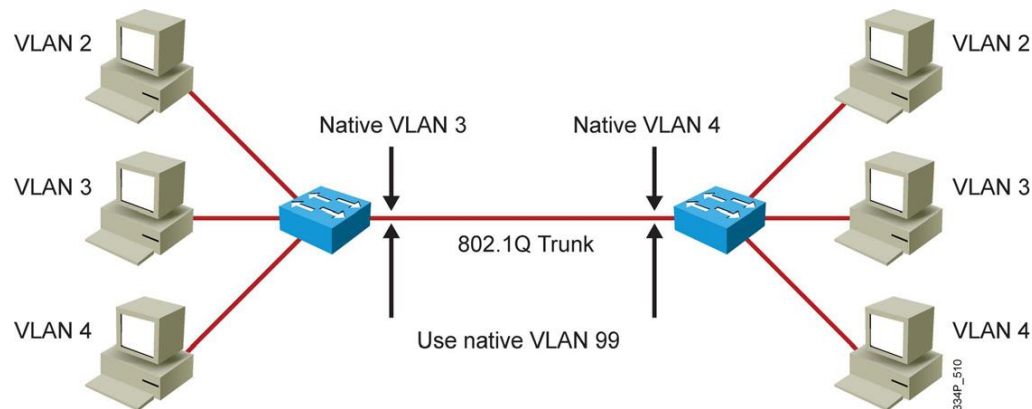 VLAN 2
VLAN 2
Native VLAN 3
Native VLAN 4
VLAN 3
VLAN 3
802.1Q Trunk
VLAN 4
Use native VLAN 99
VLAN 4
334P_510